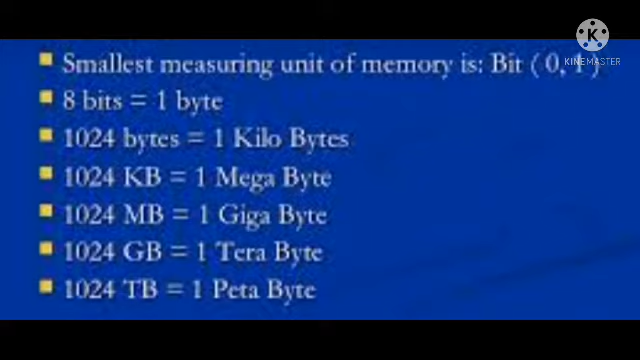 K
KINEMASTER
Smallest measuring unit of memory is: Bit ( 0, 1 )
8 bits = 1 byte
1024 bytes = 1 Kilo Bytes
1024 KB = 1 Mega Byte
1024 MB = 1 Giga Byte
1024 GB = 1 Tera Byte
1024 TB = 1 Peta Byte